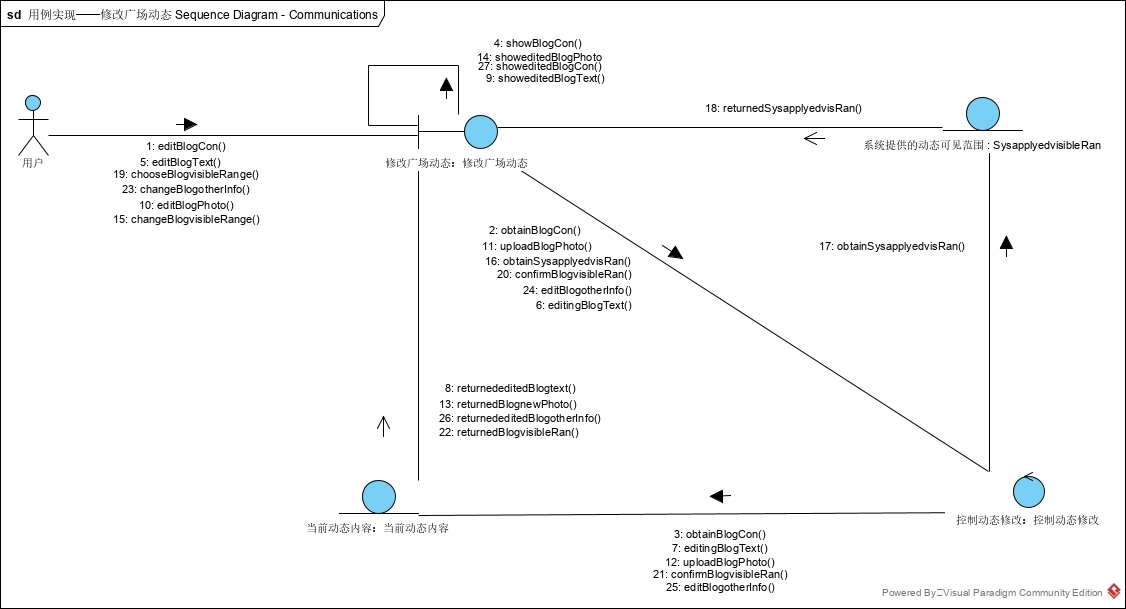 sd 用例实现——修改广场动态 Sequence Diagram - Communications
4: showBlogCon()
14: showeditedBlogPhoto
27: showeditedBlogCon()
9: showeditedBlogText()
18: returnedSysapplyedvisRan()
用户
1: editBlogCon()
5: editBlogText()
19: chooseBlogvisibleRange()
23: changeBlogotherInfo()
10: editBlogPhoto()
15: changeBlogvisibleRange()
修改广场动态：修改广场动态
系统提供的动态可见范围 : SysapplyedvisibleRan
2: obtainBlogCon()
11: uploadBlogPhoto()
16: obtainSysapplyedvisRan()
20: confirmBlogvisibleRan()
24: editBlogotherInfo()
6: editingBlogText()
17: obtainSysapplyedvisRan()
8: returnededitedBlogtext()
13: returnedBlognewPhoto()
26: returnededitedBlogotherInfo()
22: returnedBlogvisibleRan()
当前动态内容：当前动态内容
控制动态修改：控制动态修改
3: obtainBlogCon()
7: editingBlogText()
12: uploadBlogPhoto()
21: confirmBlogvisibleRan()
25: editBlogotherInfo()
Powered By Visual Paradigm Community Edition